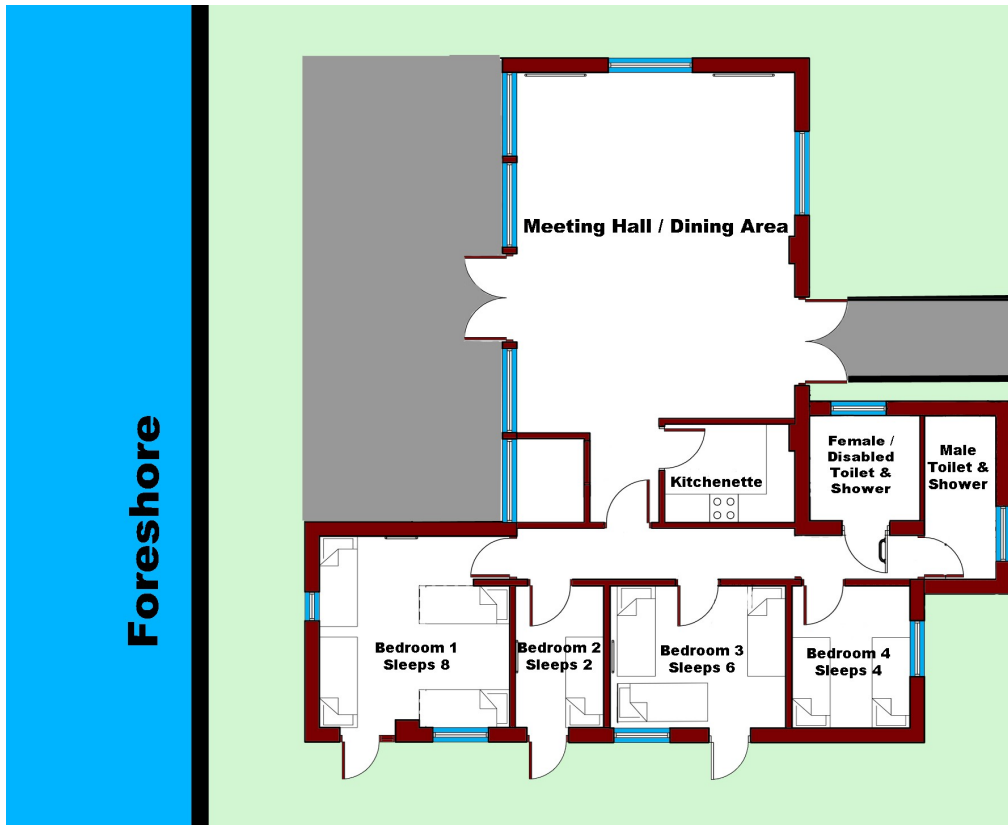 Meeting Hall / Dining Area
Kitchenette
Female /
Disabled
Toilet &
Shower
Male
Toilet &
Shower
Foreshore
Bedroom 1
Sleeps 8
Bedroom 2
Sleeps 2
Bedroom 3
Sleeps 6
Bedroom 4
Sleeps 4